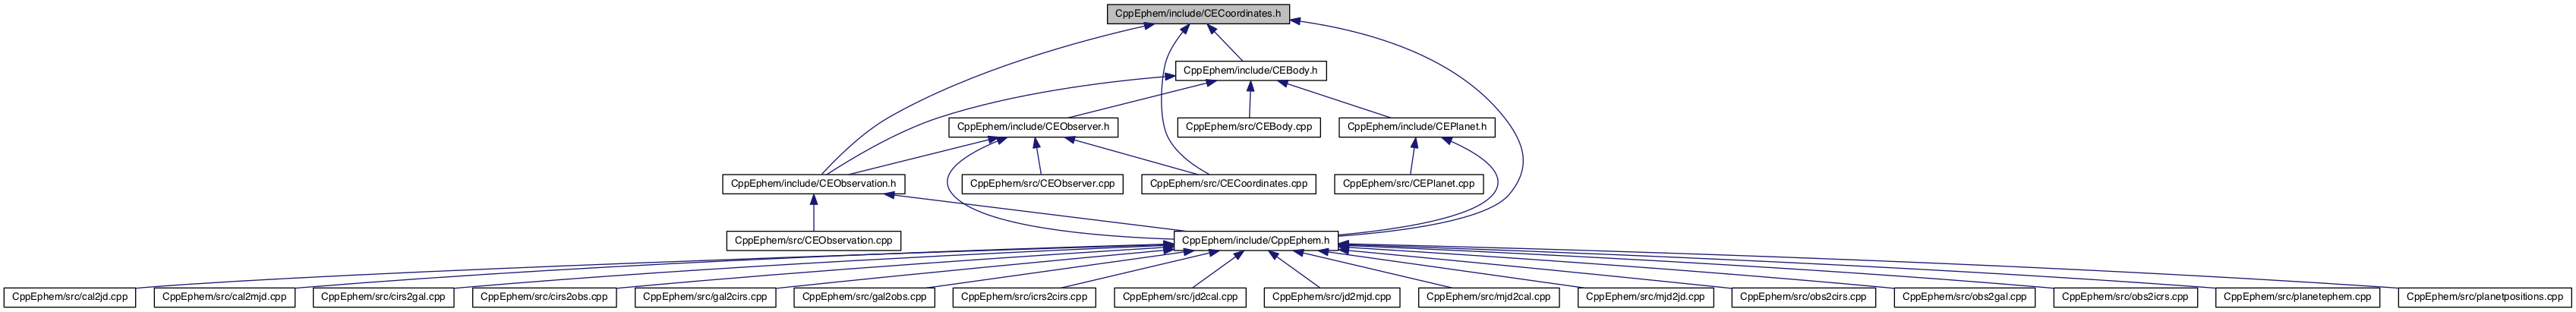 CppEphem/include/CECoordinates.h
CppEphem/include/CEBody.h
CppEphem/include/CEObserver.h
CppEphem/src/CEBody.cpp
CppEphem/include/CEPlanet.h
CppEphem/include/CEObservation.h
CppEphem/src/CEObserver.cpp
CppEphem/src/CECoordinates.cpp
CppEphem/src/CEPlanet.cpp
CppEphem/src/CEObservation.cpp
CppEphem/include/CppEphem.h
CppEphem/src/cal2jd.cpp
CppEphem/src/cal2mjd.cpp
CppEphem/src/cirs2gal.cpp
CppEphem/src/cirs2obs.cpp
CppEphem/src/gal2cirs.cpp
CppEphem/src/gal2obs.cpp
CppEphem/src/icrs2cirs.cpp
CppEphem/src/jd2cal.cpp
CppEphem/src/jd2mjd.cpp
CppEphem/src/mjd2cal.cpp
CppEphem/src/mjd2jd.cpp
CppEphem/src/obs2cirs.cpp
CppEphem/src/obs2gal.cpp
CppEphem/src/obs2icrs.cpp
CppEphem/src/planetephem.cpp
CppEphem/src/planetpositions.cpp